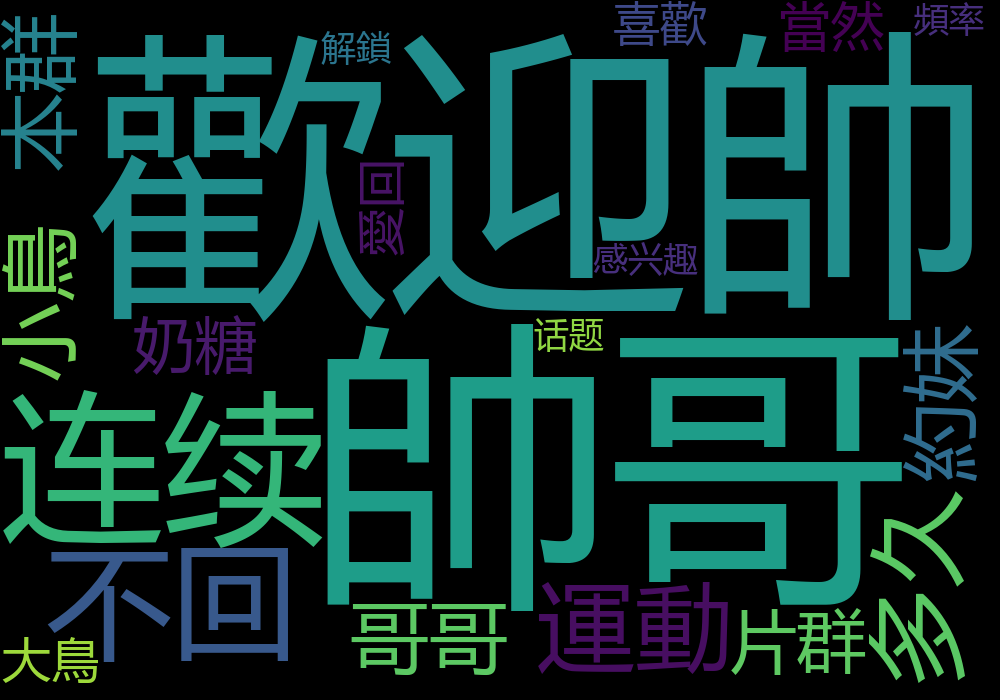 喜歡
當然
頻率
解鎖
本群
歡迎帥
要回
感兴趣
小鳥
奶糖
话题
帥哥
約妹
连续
多久
不回
哥哥
運動
片群
大鳥